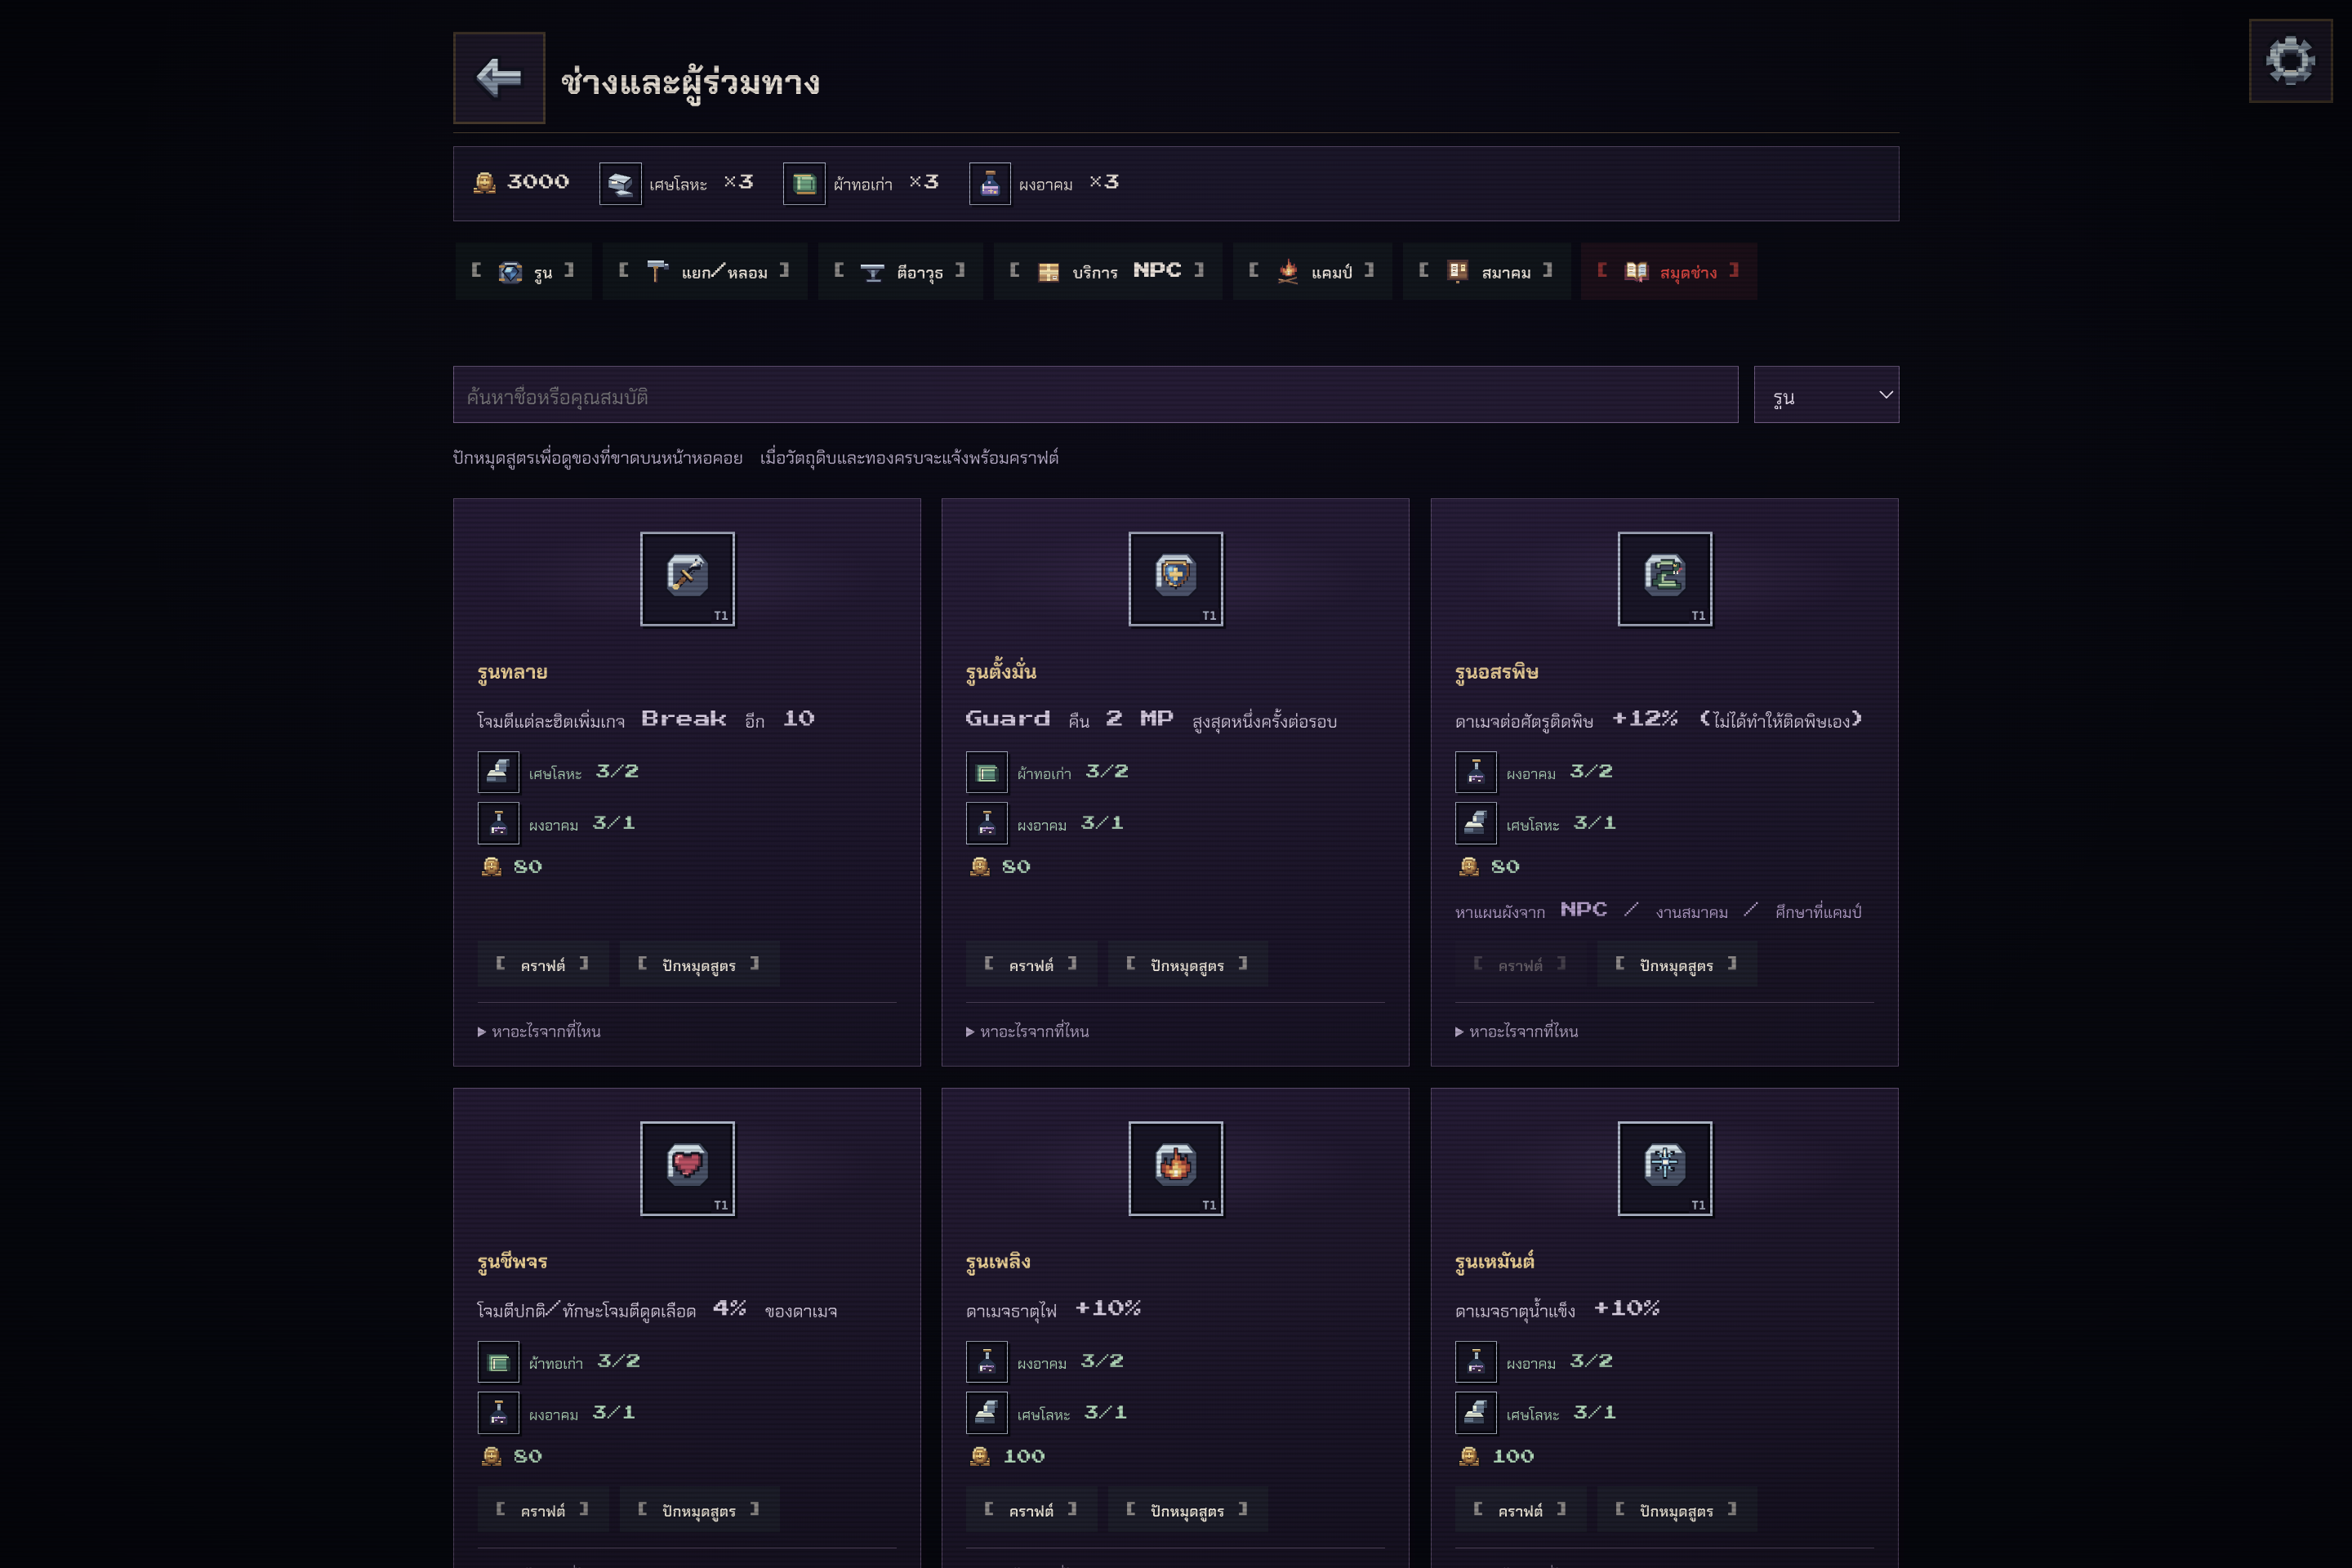 ช่างและผู้ร่วมทาง
3000 เศษโลหะ ×3 ผ้าทอเก่า ×3 ผงอาคม ×3
[ รูน ] [ แยก/หลอม ] [ ตีอาวุธ ] [ บริการ NPC ] [ แคมป์ ] [ สมาคม ] [ สมุดช่าง ]
ค้นหาชื่อหรือคุณสมบัติ
รูน
ปักหมุดสูตรเพื่อดูของที่ขาดบนหน้าหอคอย เมื่อวัตถุดิบและทองครบจะแจ้งพร้อมคราฟต์
T1
รูนทลาย
โจมตีแต่ละฮิตเพิ่มเกจ Break อีก 10
เศษโลหะ 3/2
ผงอาคม 3/1
80
[ คราฟต์ ] [ ปักหมุดสูตร ]
▶ หาอะไรจากที่ไหน
T1
รูนตั้งมั่น
Guard คืน 2 MP สูงสุดหนึ่งครั้งต่อรอบ
ผ้าทอเก่า 3/2
ผงอาคม 3/1
80
[ คราฟต์ ] [ ปักหมุดสูตร ]
▶ หาอะไรจากที่ไหน
T1
รูนอสรพิษ
ดาเมจต่อศัตรูติดพิษ +12% (ไม่ได้ทำให้ติดพิษเอง)
ผงอาคม 3/2
เศษโลหะ 3/1
80
หาแผนผังจาก NPC / งานสมาคม / ศึกษาที่แคมป์
[ คราฟต์ ] [ ปักหมุดสูตร ]
▶ หาอะไรจากที่ไหน
T1
รูนชีพจร
โจมตีปกติ/ทักษะโจมตีดูดเลือด 4% ของดาเมจ
ผ้าทอเก่า 3/2
ผงอาคม 3/1
80
[ คราฟต์ ] [ ปักหมุดสูตร ]
T1
รูนเพลิง
ดาเมจธาตุไฟ +10%
ผงอาคม 3/2
เศษโลหะ 3/1
100
[ คราฟต์ ] [ ปักหมุดสูตร ]
T1
รูนเหมันต์
ดาเมจธาตุน้ำแข็ง +10%
ผงอาคม 3/2
เศษโลหะ 3/1
100
[ คราฟต์ ] [ ปักหมุดสูตร ]